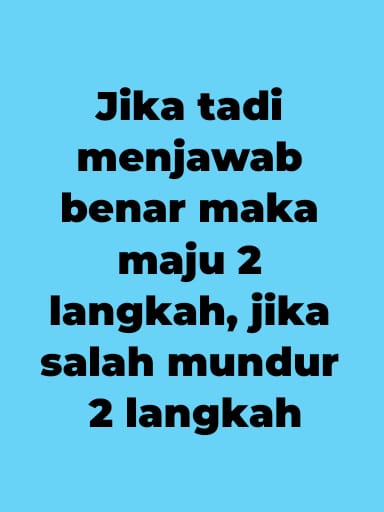 Jika tadi
menjawab
benar maka
maju 2
langkah, jika
salah mundur
2 langkah